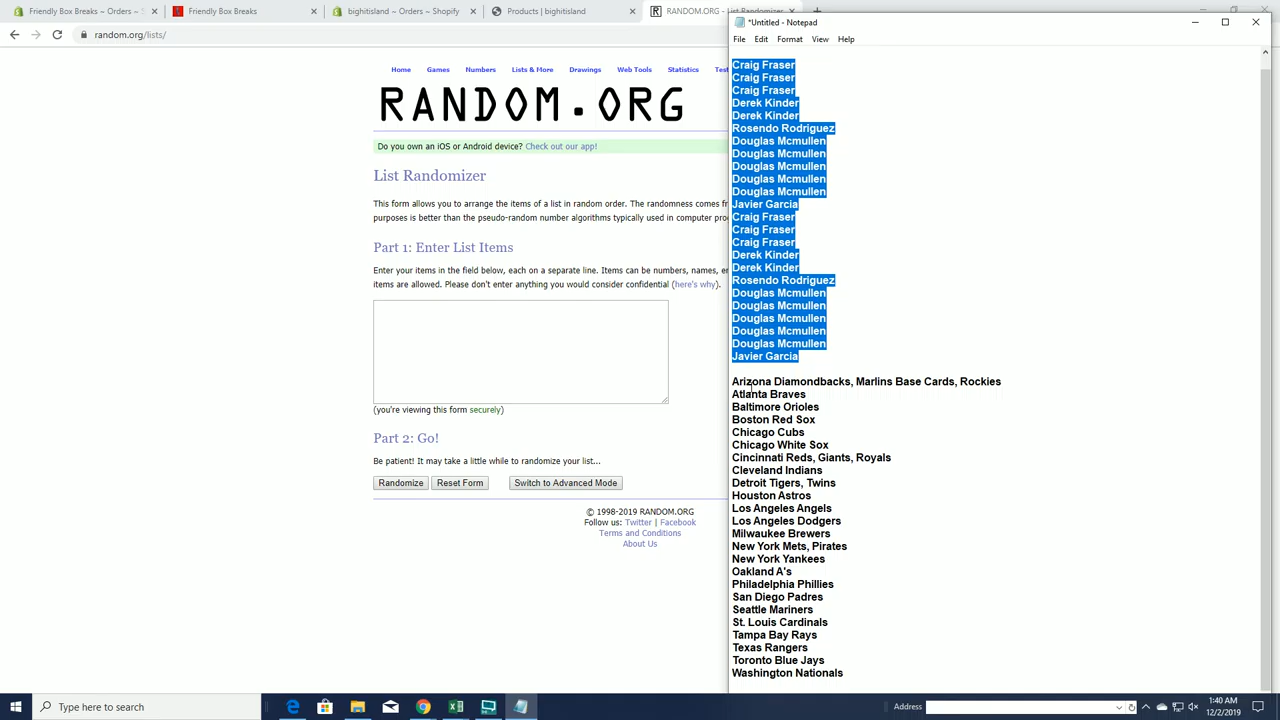 Friendly Box Breaks ~ Orders ~ S
Friendly Box Breaks
bighitisland ~ Orders ~ Shopify
Products | bighitisland
RANDOM.ORG - List Randomizer
random.org/lists/
Home Games Numbers Lists & More Drawings Web Tools Statistics Test
RANDOM.ORG
Do you own an iOS or Android device? Check out our app!
List Randomizer
This form allows you to arrange the items of a list in random order. The randomness comes fr
purposes is better than the pseudo-random number algorithms typically used in computer pro
Part 1: Enter List Items
Enter your items in the field below, each on a separate line. Items can be numbers, names, e
items are allowed. Please don't enter anything you would consider confidential (here's why).
(you're viewing this form securely)
Part 2: Go!
Be patient! It may take a little while to randomize your list...
Randomize Reset Form Switch to Advanced Mode
© 1998-2019 RANDOM.ORG
Follow us: Twitter | Facebook
Terms and Conditions
About Us
*Untitled - Notepad
File Edit Format View Help
Craig Fraser
Craig Fraser
Craig Fraser
Derek Kinder
Derek Kinder
Rosendo Rodriguez
Douglas Mcmullen
Douglas Mcmullen
Douglas Mcmullen
Douglas Mcmullen
Douglas Mcmullen
Javier Garcia
Craig Fraser
Craig Fraser
Craig Fraser
Derek Kinder
Derek Kinder
Rosendo Rodriguez
Douglas Mcmullen
Douglas Mcmullen
Douglas Mcmullen
Douglas Mcmullen
Douglas Mcmullen
Javier Garcia
Arizona Diamondbacks, Marlins Base Cards, Rockies
Atlanta Braves
Baltimore Orioles
Boston Red Sox
Chicago Cubs
Chicago White Sox
Cincinnati Reds, Giants, Royals
Cleveland Indians
Detroit Tigers, Twins
Houston Astros
Los Angeles Angels
Los Angeles Dodgers
Milwaukee Brewers
New York Mets, Pirates
New York Yankees
Oakland A's
Philadelphia Phillies
San Diego Padres
Seattle Mariners
St. Louis Cardinals
Tampa Bay Rays
Texas Rangers
Toronto Blue Jays
Washington Nationals
Type here to search
Address
1:40 AM
12/2/2019